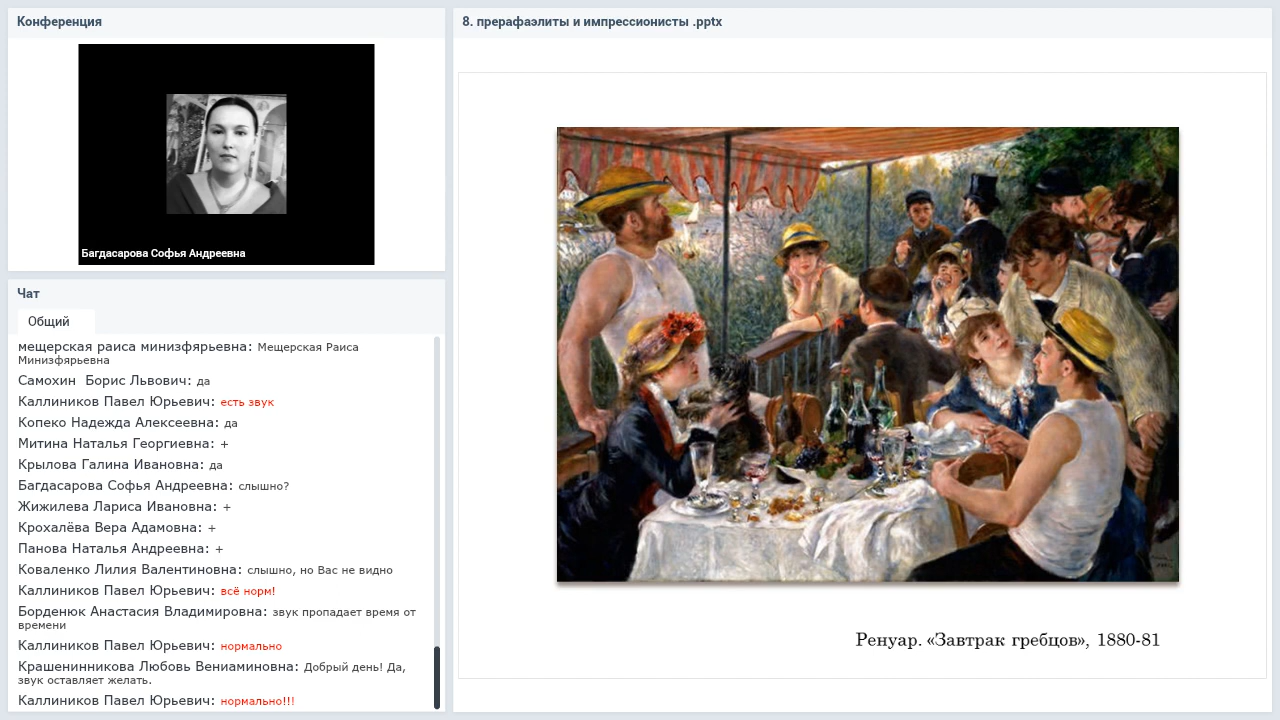 Конференция
Багдасарова Софья Андреевна
Чат
Общий
мещерская раиса минизфярьевна: Мещерская Раиса
Минизфярьевна
Самохин  Борис Львович: да
Каллиников Павел Юрьевич: есть звук
Копеко Надежда Алексеевна: да
Митина Наталья Георгиевна: +
Крылова Галина Ивановна: да
Багдасарова Софья Андреевна: слышно?
Жижилева Лариса Ивановна: +
Крохалёва Вера Адамовна: +
Панова Наталья Андреевна: +
Коваленко Лилия Валентиновна: слышно, но Вас не видно
Каллиников Павел Юрьевич: всё норм!
Борденюк Анастасия Владимировна: звук пропадает время от
времени
Каллиников Павел Юрьевич: нормально
Крашенинникова Любовь Вениаминовна: Добрый день! Да,
звук оставляет желать.
Каллиников Павел Юрьевич: нормально!!!
8. прерафаэлиты и импрессионисты .pptx
Ренуар. «Завтрак гребцов», 1880-81